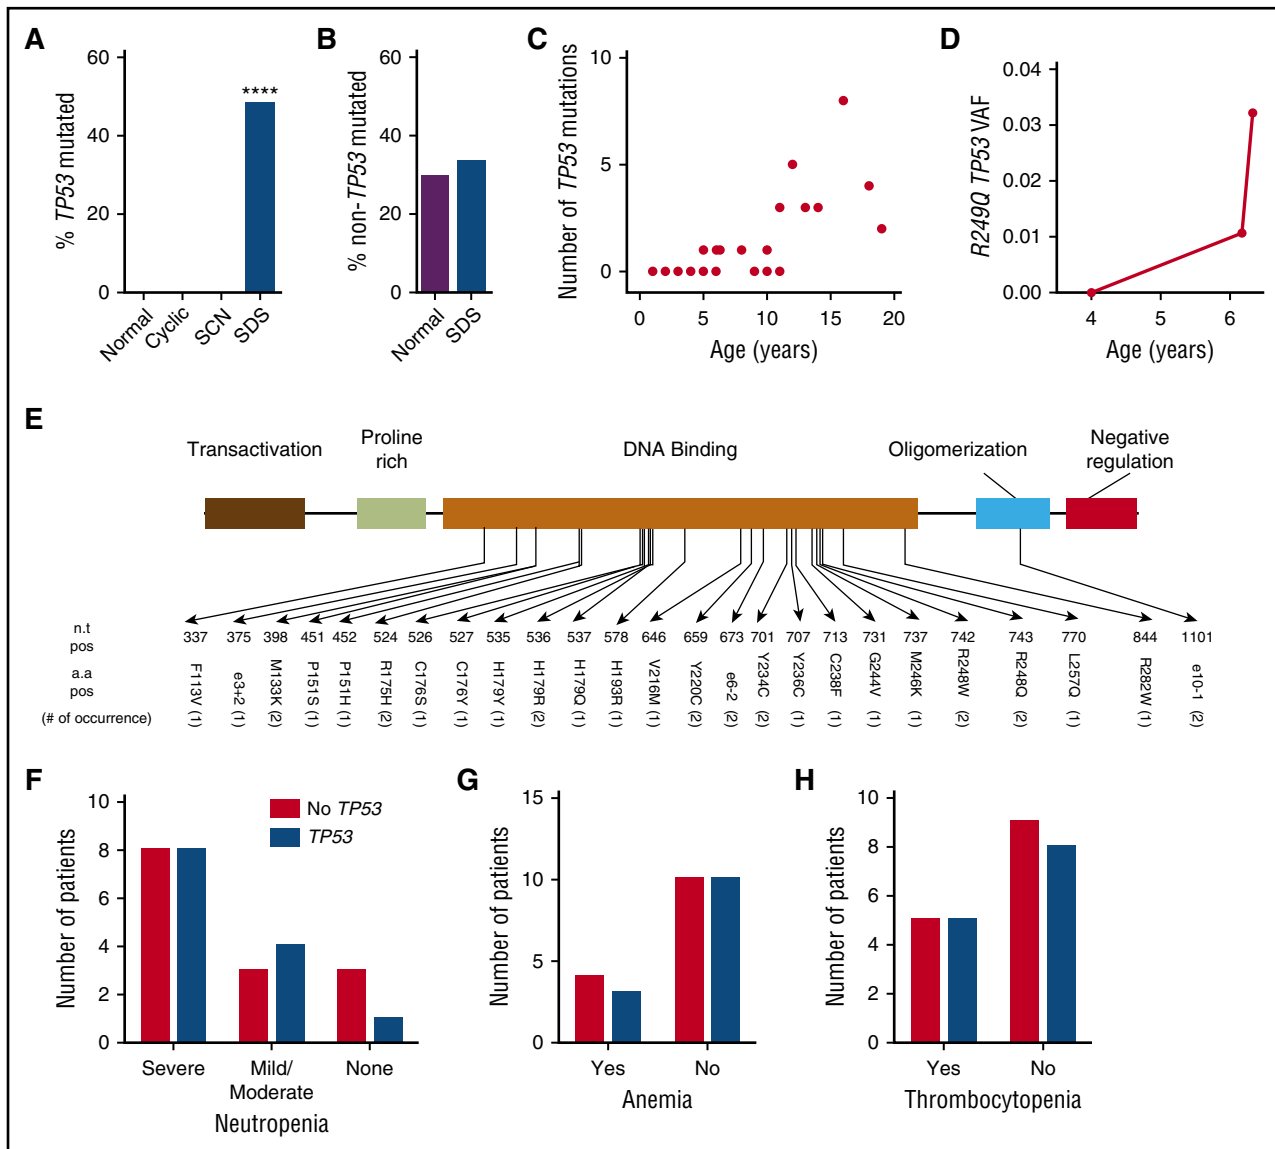 A
60
40
20
0
% TP53 mutated
****
Normal
Cyclic
SCN
SDS
B
60
40
20
0
% non-TP53 mutated
Normal
SDS
C
10
5
0
Number of TP53 mutations
0 5 10 15 20
Age (years)
D
0.04
0.03
0.02
0.01
0.00
R249Q TP53 VAF
4 5 6
Age (years)
E
Transactivation
Proline
rich
DNA Binding
Oligomerization
Negative
regulation
n.t
pos
337 375 398 451 452 524 526 527 535 536 537 578 646 659 673 701 707 713 731 737 742 743 770 844 1101
a.a
pos
(# of occurrence)
F113V (1)
e3+2 (1)
M133K (2)
P151S (1)
P151H (1)
R175H (2)
C176S (1)
C176Y (1)
H179Y (1)
H179R (2)
H179Q (1)
H193R (1)
V216M (1)
Y220C (2)
e6-2 (2)
Y234C (2)
Y236C (1)
C238F (1)
G244V (1)
M246K (1)
R248W (2)
R248Q (2)
L257Q (1)
R282W (1)
e10-1 (2)
F
10
8
6
4
2
0
Number of patients
No TP53
TP53
Severe
Mild/
Moderate
None
Neutropenia
G
15
10
5
0
Number of patients
Yes No
Anemia
H
10
8
6
4
2
0
Number of patients
Yes No
Thrombocytopenia